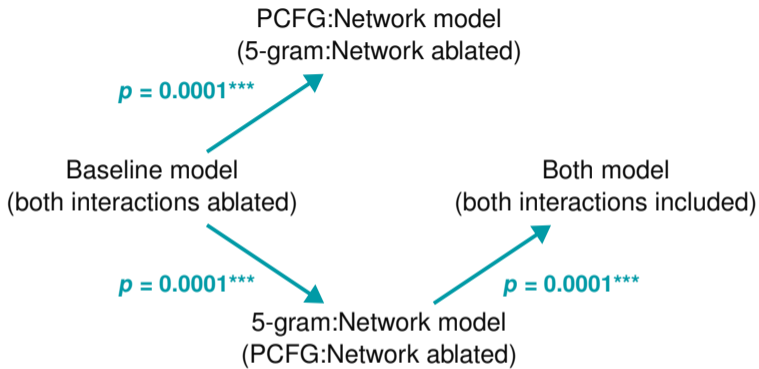 PCFG:Network model
(5-gram:Network ablated)
p = 0.0001***
Baseline model
(both interactions ablated)
Both model
(both interactions included)
p = 0.0001***
p = 0.0001***
5-gram:Network model
(PCFG:Network ablated)